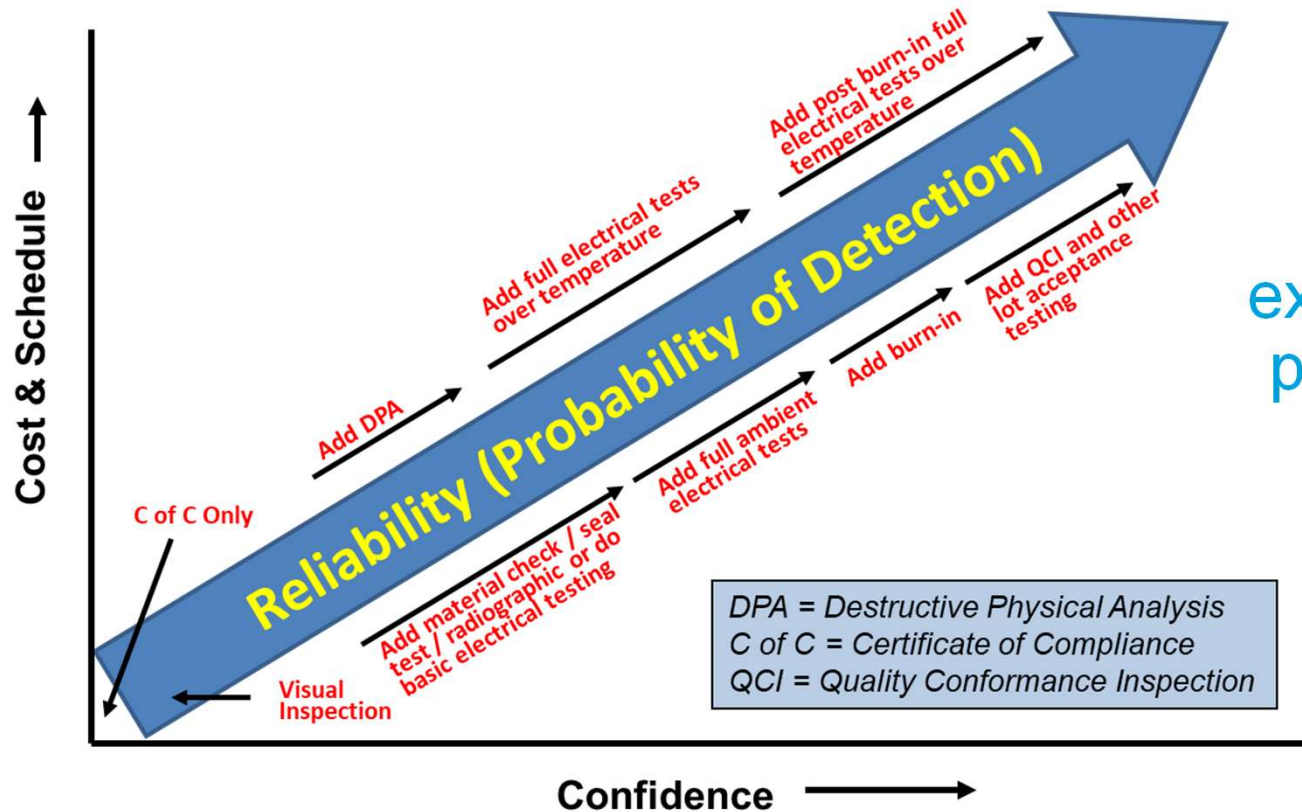 Cost & Schedule
Add post burn-in full
electrical tests over
temperature
Add full electrical tests
over temperature
Add DPA
C of C Only
Reliability (Probability of Detection)
Add QCI and other
lot acceptance
testing
Add burn-in
Add full ambient
electrical tests
Add material check / seal
test / radiographic or do
basic electrical testing
Visual
Inspection
ex
p
DPA = Destructive Physical Analysis
C of C = Certificate of Compliance
QCI = Quality Conformance Inspection
Confidence